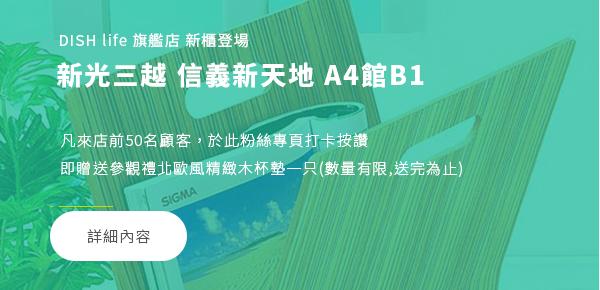 DISH life 旗艦店 新櫃登場
新光三越 信義新天地 A4館B1
凡來店前50名顧客，於此粉絲專頁打卡按讚
即贈送參觀禮北歐風精緻木杯墊一只(數量有限,送完為止)
SIGMA
詳細內容